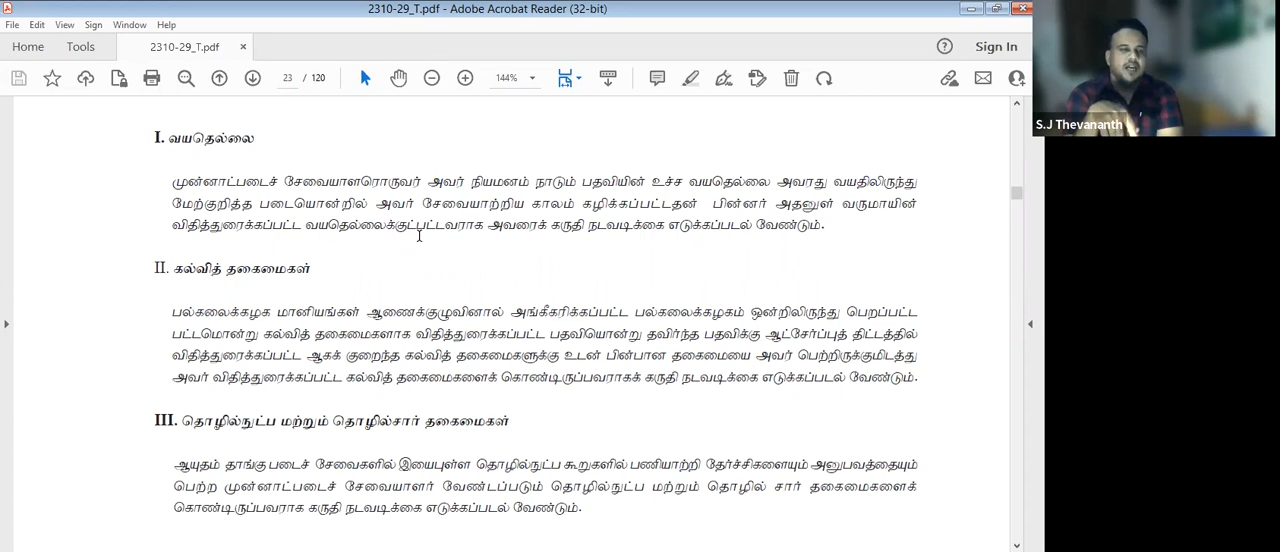 2310-29_T.pdf - Adobe Acrobat Reader (32-bit)
File Edit View Sign Window Help
Home Tools 2310-29_T.pdf × Sign In
23 / 120 144%
S.J Thevananth
I. வயதெல்லை
முன்னாட்படைச் சேவையாளரொருவர் அவர் நியமனம் நாடும் பதவியின் உச்ச வயதெல்லை அவரது வயதிலிருந்து
மேற்குறித்த படையொன்றில் அவர் சேவையாற்றிய காலம் கழிக்கப்பட்டதன் பின்னர் அதனுள் வருமாயின்
விதித்துரைக்கப்பட்ட வயதெல்லைக்குட்பட்டவராக அவரைக் கருதி நடவடிக்கை எடுக்கப்படல் வேண்டும்.
II. கல்வித் தகைமைகள்
பல்கலைக்கழக மானியங்கள் ஆணைக்குழுவினால் அங்கீகரிக்கப்பட்ட பல்கலைக்கழகம் ஒன்றிலிருந்து பெறப்பட்ட
பட்டமொன்று கல்வித் தகைமைகளாக விதித்துரைக்கப்பட்ட பதவியொன்று தவிர்ந்த பதவிக்கு ஆட்சேர்ப்புத் திட்டத்தில்
விதித்துரைக்கப்பட்ட ஆகக் குறைந்த கல்வித் தகைமைகளுக்கு உடன் பின்பான தகைமையை அவர் பெற்றிருக்குமிடத்து
அவர் விதித்துரைக்கப்பட்ட கல்வித் தகைமைகளைக் கொண்டிருப்பவராகக் கருதி நடவடிக்கை எடுக்கப்படல் வேண்டும்.
III. தொழில்நுட்ப மற்றும் தொழில்சார் தகைமைகள்
ஆயுதம் தாங்கு படைச் சேவைகளில் இயைபுள்ள தொழில்நுட்ப கூறுகளில் பணியாற்றி தேர்ச்சிகளையும் அனுபவத்தையும்
பெற்ற முன்னாட்படைச் சேவையாளர் வேண்டப்படும் தொழில்நுட்ப மற்றும் தொழில் சார் தகைமைகளைக்
கொண்டிருப்பவராக கருதி நடவடிக்கை எடுக்கப்படல் வேண்டும்.